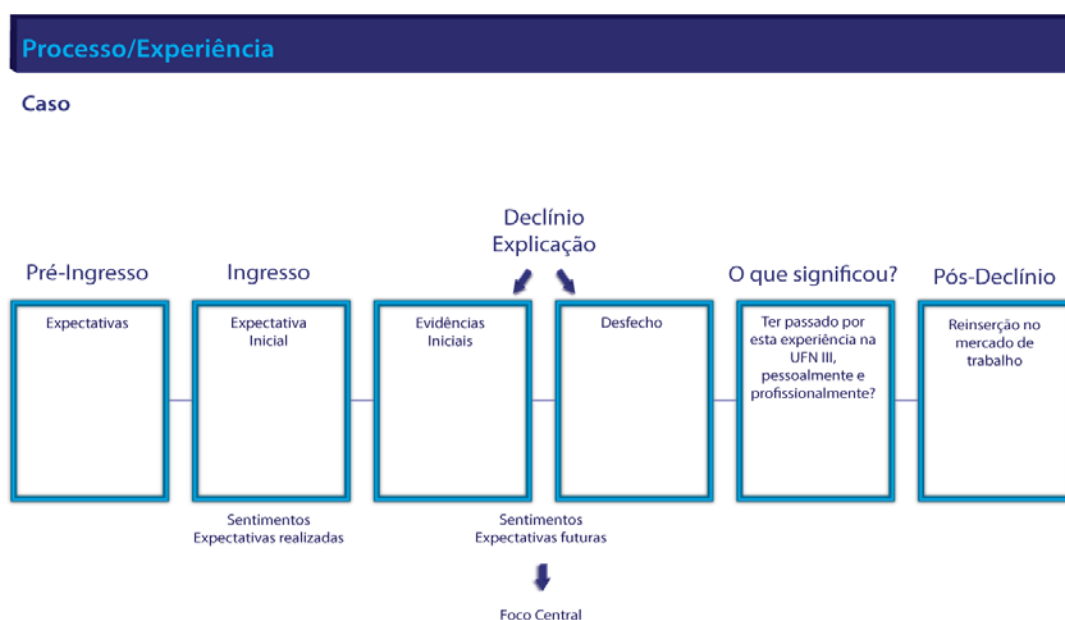 Processo/Experiência
Caso
Declínio
Explicação
Pré-Ingresso
Ingresso
O que significou?
Pós-Declínio
Expectativas
Expectativa
Inicial
Evidências
Iniciais
Desfecho
Ter passado por
esta experiência na
UFN III,
pessoalmente e
profissionalmente?
Reinserção no
mercado de
trabalho
Sentimentos
Expectativas realizadas
Sentimentos
Expectativas futuras
Foco Central